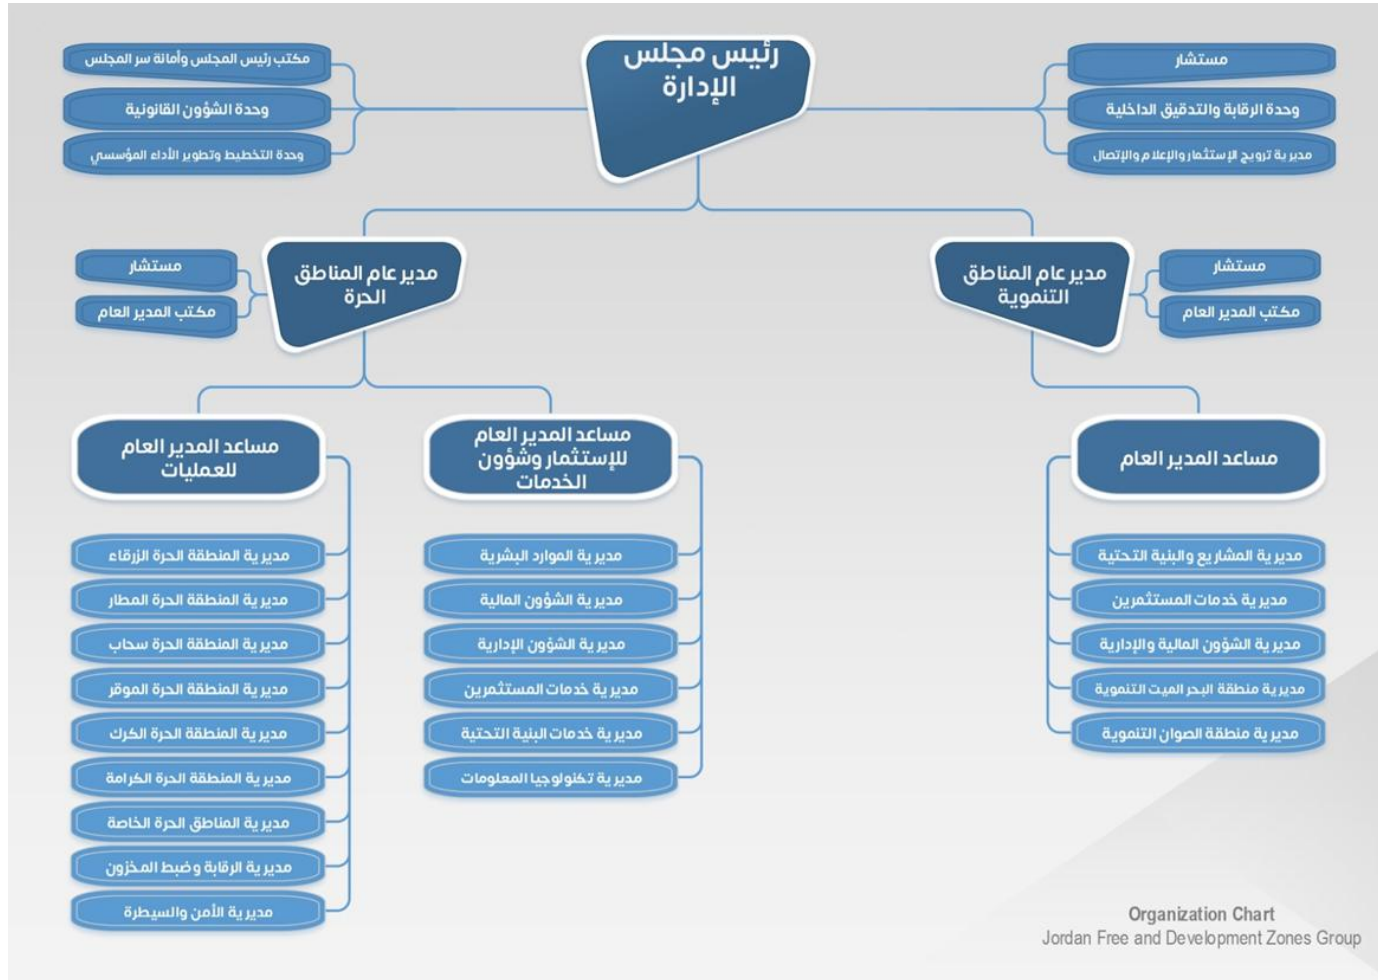 رئيس مجلس
الإدارة
مستشار
وحدة الرقابة والتدقيق الداخلية
مديرية ترويج الإستثمار والإعلام والإتصال
مكتب رئيس المجلس وأمانة سر المجلس
وحدة الشؤون القانونية
وحدة التخطيط وتطوير الأداء المؤسسي
مدير عام المناطق
التنموية
مستشار
مكتب المدير العام
مدير عام المناطق
الحرة
مستشار
مكتب المدير العام
مساعد المدير العام
مديرية المشاريع والبنية التحتية
مديرية خدمات المستثمرين
مديرية الشؤون المالية والإدارية
مديرية منطقة البحر الميت التنموية
مديرية منطقة الصوان التنموية
مساعد المدير العام
للإستثمار وشؤون
الخدمات
مديرية الموارد البشرية
مديرية الشؤون المالية
مديرية الشؤون الإدارية
مديرية خدمات المستثمرين
مديرية خدمات البنية التحتية
مديرية تكنولوجيا المعلومات
مساعد المدير العام
للعمليات
مديرية المنطقة الحرة الزرقاء
مديرية المنطقة الحرة المطار
مديرية المنطقة الحرة سحاب
مديرية المنطقة الحرة الموقر
مديرية المنطقة الحرة الكرك
مديرية المنطقة الحرة الكرامة
مديرية المناطق الحرة الخاصة
مديرية الرقابة وضبط المخزون
مديرية الأمن والسيطرة
Organization Chart
Jordan Free and Development Zones Group